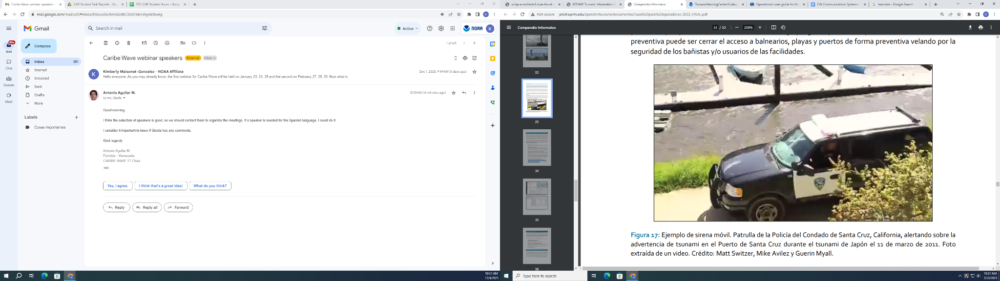 Caribe Wave webinar speakers
CAR Student Task Reports - Goo
ITIC-CAR Student Hours - Googl
Gmail
Search in mail
Active
NOAA
K
99+
Mail
Chat
Spaces
Meet
Compose
Inbox 351
Starred
Snoozed
Sent
Drafts
More
Labels
Cosas Importantes
1 of 611
Caribe Wave webinar speakers External Inbox x
Kimberly Maisonet-Gonzalez - NOAA Affiliate
Dec 1, 2023, 9:49 AM (3 days ago)
Hello everyone, As you may already know, the first webinar for Caribe Wave will be held on January 23, 24, 25 and the second on February 27, 28, 29. Now what is
Antonio Aguilar M.
10:21 AM (16 minutes ago)
to me, Gisela
Good morning
I think the selection of speakers is good, so we should contact them to organize the meetings. If a speaker is needed for the Spanish language, I could do it.
I consider it important to know if Gisela has any comments.
Kind regards
Antonio Aguilar M.
Funvisis - Venezuela
CARIBE WAVE TT Chair
Yes, I agree.
I think that's a great idea!
What do you think?
Reply
Reply all
Forward
10:37 AM
12/4/2023
undp-a-resilient-future-for-all-
NTHMP Tsunami Information G
Compendio Informaivo
TsunamiWarningCenterGuide.p
Operational users guide for the
CW Communications Systems
translate - Google Search
Not secure
prsnt.uprm.edu/spanish/tsunami/documentos/Guia%20para%20operadores-2022_FINAL.pdf
Compendio Informaivo
33 / 50
200%
32
33
34
35
36
preventiva puede ser cerrar el acceso a balnearios, playas y puertos de forma preventiva velando por la
seguridad de los bañistas y/o usuarios de las facilidades.
Figura 17: Ejemplo de sirena móvil. Patrulla de la Policía del Condado de Santa Cruz, California, alertando sobre la
advertencia de tsunami en el Puerto de Santa Cruz durante el tsunami de Japón el 11 de marzo de 2011. Foto
extraída de un video. Crédito: Matt Switzer, Mike Avilez y Guerin Myall.
Type here to search
10:37 AM
12/4/2023